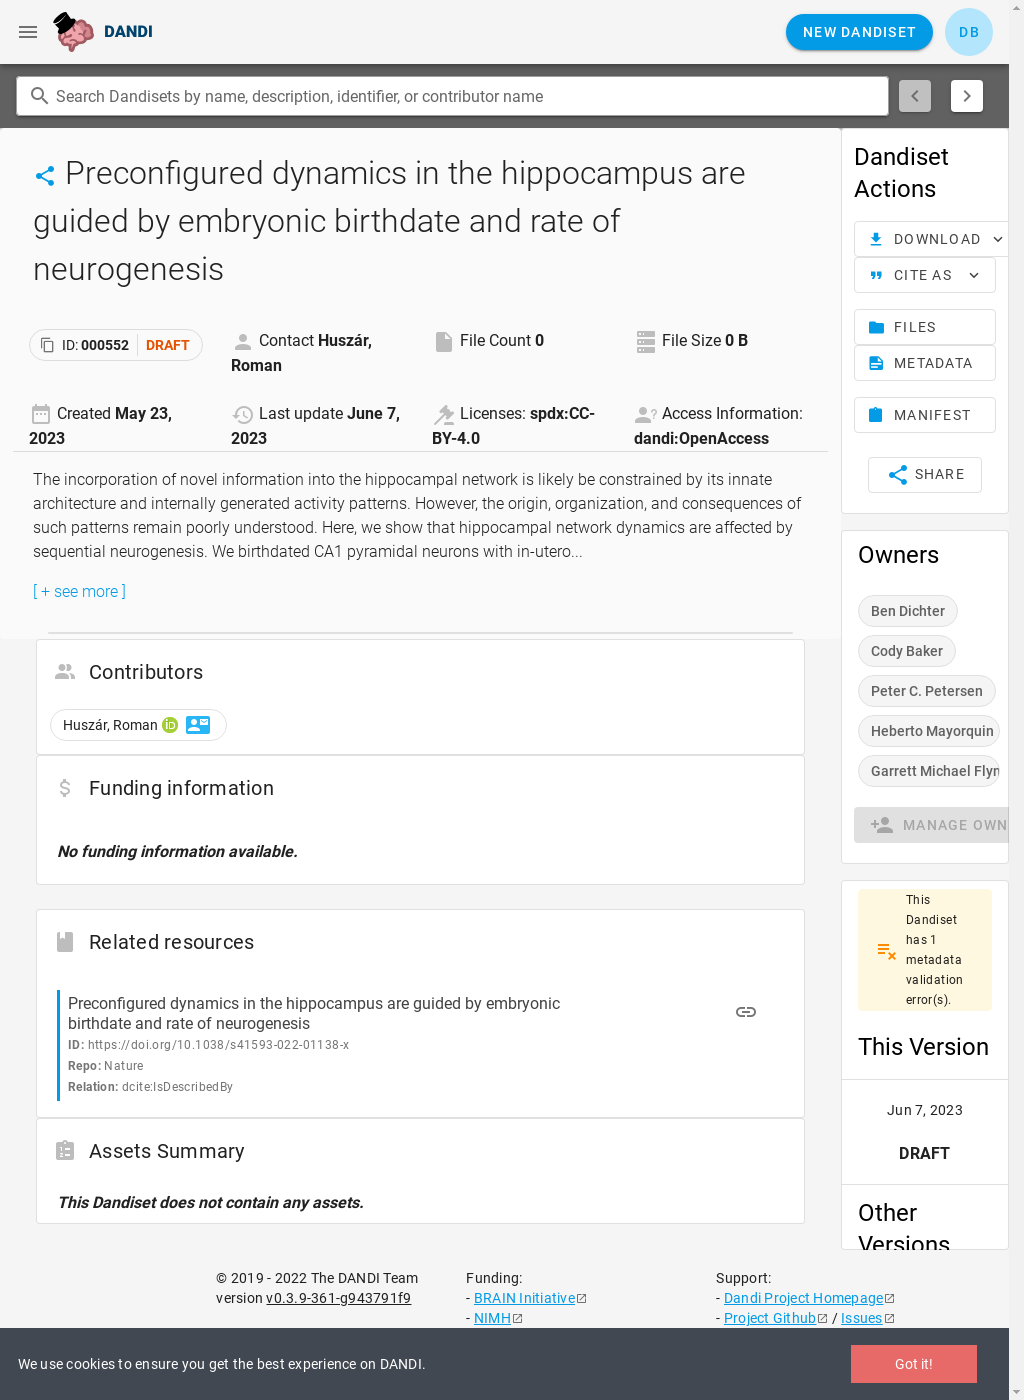 DANDI
NEW DANDISET
DB
Search Dandisets by name, description, identifier, or contributor name
Preconfigured dynamics in the hippocampus are
guided by embryonic birthdate and rate of
neurogenesis
ID: 000552 DRAFT
Contact Huszár,
Roman
File Count 0
File Size 0 B
Created May 23,
2023
Last update June 7,
2023
Licenses: spdx:CC-
BY-4.0
Access Information:
dandi:OpenAccess
The incorporation of novel information into the hippocampal network is likely be constrained by its innate
architecture and internally generated activity patterns. However, the origin, organization, and consequences of
such patterns remain poorly understood. Here, we show that hippocampal network dynamics are affected by
sequential neurogenesis. We birthdated CA1 pyramidal neurons with in-utero...
[ + see more ]
Contributors
Huszár, Roman iD
Funding information
No funding information available.
Related resources
Preconfigured dynamics in the hippocampus are guided by embryonic
birthdate and rate of neurogenesis
ID: https://doi.org/10.1038/s41593-022-01138-x
Repo: Nature
Relation: dcite:IsDescribedBy
Assets Summary
This Dandiset does not contain any assets.
Dandiset
Actions
DOWNLOAD
CITE AS
FILES
METADATA
MANIFEST
SHARE
Owners
Ben Dichter
Cody Baker
Peter C. Petersen
Heberto Mayorquin
Garrett Michael Flyn
MANAGE OWN
This
Dandiset
has 1
metadata
validation
error(s).
This Version
Jun 7, 2023
DRAFT
Other
Versions
© 2019 - 2022 The DANDI Team
version v0.3.9-361-g943791f9
Funding:
- BRAIN Initiative
- NIMH
Support:
- Dandi Project Homepage
- Project Github / Issues
We use cookies to ensure you get the best experience on DANDI.
Got it!